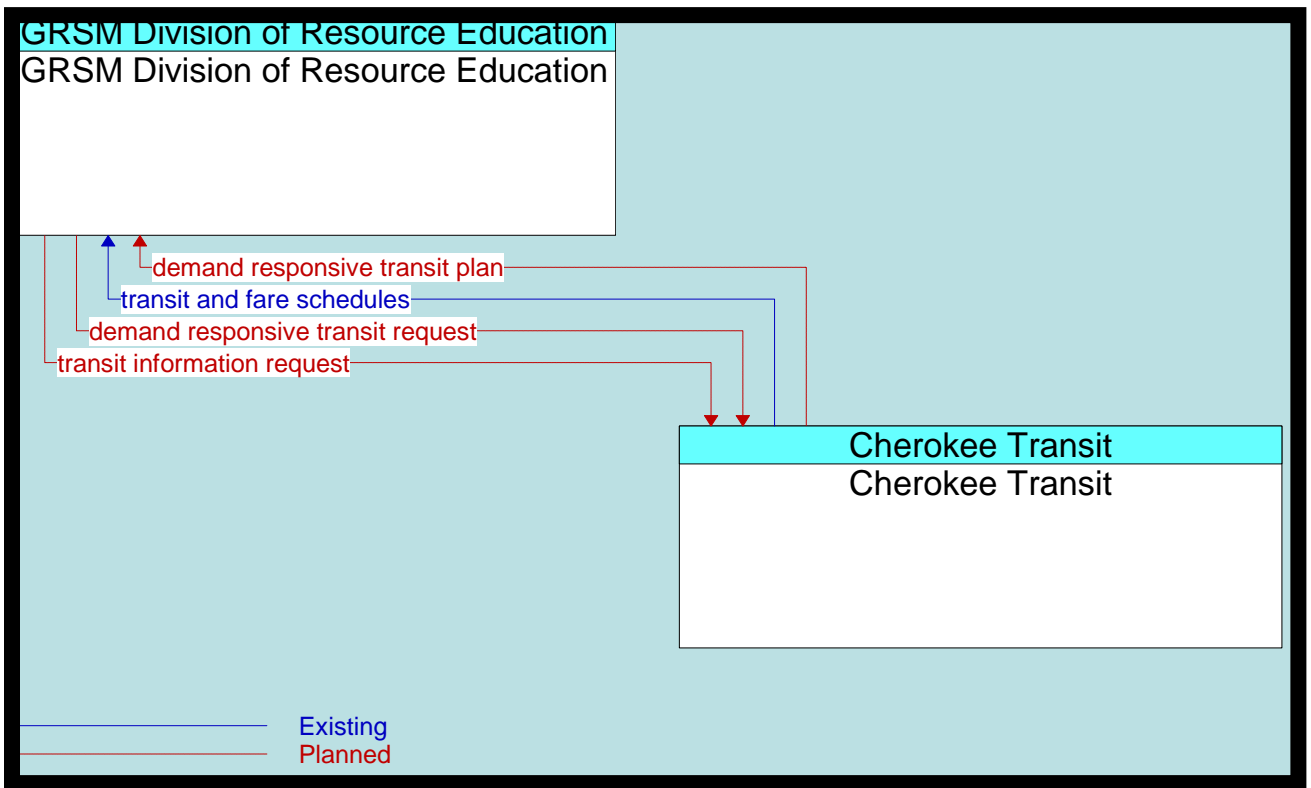 GRSM Division of Resource Education
GRSM Division of Resource Education
demand responsive transit plan
transit and fare schedules
demand responsive transit request
transit information request
Cherokee Transit
Cherokee Transit
Existing
Planned